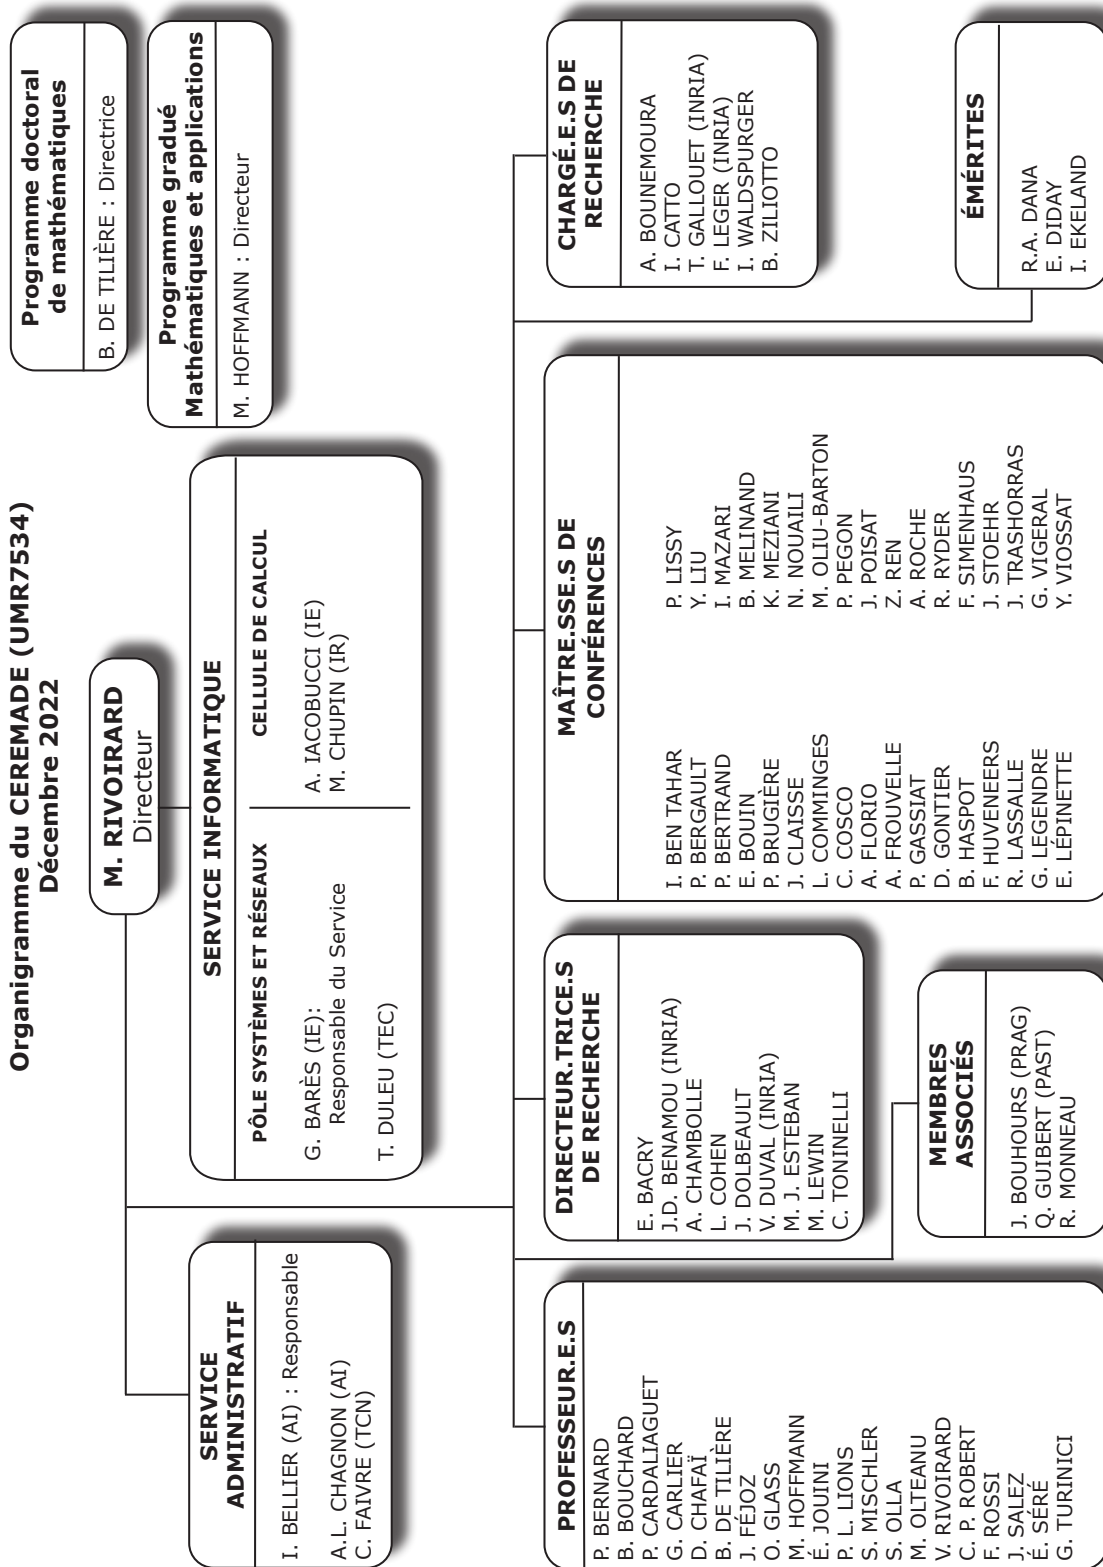 Organigramme du CEREMADE (UMR7534)
Décembre 2022
M. RIVOIRARD
Directeur
Programme doctoral
de mathématiques
B. DE TILIÈRE : Directrice
Programme gradué
Mathématiques et applications
M. HOFFMANN : Directeur
SERVICE
ADMINISTRATIF
I. BELLIER (AI) : Responsable
A.L. CHAGNON (AI)
C. FAIVRE (TCN)
SERVICE INFORMATIQUE
PÔLE SYSTÈMES ET RÉSEAUX
G. BARÈS (IE):
Responsable du Service
T. DULEU (TEC)
CELLULE DE CALCUL
A. IACOBUCCI (IE)
M. CHUPIN (IR)
PROFESSEUR.E.S
P. BERNARD
B. BOUCHARD
P. CARDALIAGUET
G. CARLIER
D. CHAFAÏ
B. DE TILIÈRE
J. FÉJOZ
O. GLASS
M. HOFFMANN
É. JOUINI
P. L. LIONS
S. MISCHLER
S. OLLA
M. OLTEANU
V. RIVOIRARD
C. P. ROBERT
F. ROSSI
J. SALEZ
É. SÉRÉ
G. TURINICI
DIRECTEUR.TRICE.S
DE RECHERCHE
E. BACRY
J.D. BENAMOU (INRIA)
A. CHAMBOLLE
L. COHEN
J. DOLBEAULT
V. DUVAL (INRIA)
M. J. ESTEBAN
M. LEWIN
C. TONINELLI
MEMBRES
ASSOCIÉS
J. BOUHOURS (PRAG)
Q. GUIBERT (PAST)
R. MONNEAU
MAÎTRE.SSE.S DE
CONFÉRENCES
I. BEN TAHAR
P. BERGAULT
P. BERTRAND
E. BOUIN
P. BRUGIÈRE
J. CLAISSE
L. COMMINGES
C. COSCO
A. FLORIO
A. FROUVELLE
P. GASSIAT
D. GONTIER
B. HASPOT
F. HUVENEERS
R. LASSALLE
G. LEGENDRE
E. LÉPINETTE
P. LISSY
Y. LIU
I. MAZARI
B. MELINAND
K. MEZIANI
N. NOUAILI
M. OLIU-BARTON
P. PEGON
J. POISAT
Z. REN
A. ROCHE
R. RYDER
F. SIMENHAUS
J. STOEHR
J. TRASHORRAS
G. VIGERAL
Y. VIOSSAT
CHARGÉ.E.S DE
RECHERCHE
A. BOUNEMOURA
I. CATTO
T. GALLOUET (INRIA)
F. LEGER (INRIA)
I. WALDSPURGER
B. ZILIOTTO
ÉMÉRITES
R.A. DANA
E. DIDAY
I. EKELAND